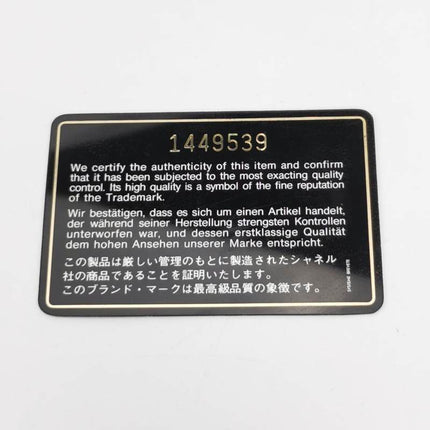 1449539
We certify the authenticity of this item and confirm
that it has been subjected to the most exacting quality
control. Its high quality is a symbol of the fine reputation
of the Trademark.
Wir bestätigen, dass es sich um einen Artikel handelt,
der während seiner Herstellung strengsten Kontrollen
unterworfen war, und dessen erstklassige Qualität
dem hohen Ansehen unserer Marke entspricht.
この製品は厳しい管理のもとに製造されたシャネル
社の商品であることを証明いたします。
このブランド・マークは最高級品質の象徴です。